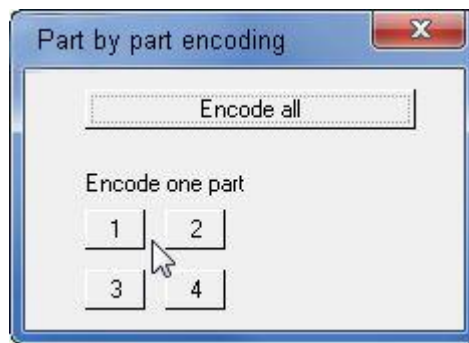 Part by part encoding
Encode all
Encode one part
1 2
3 4